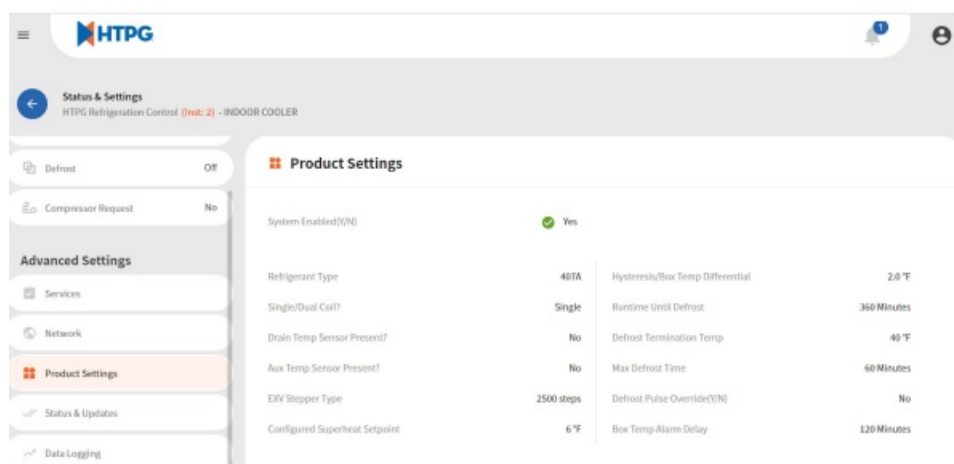 HTPG
1
Status & Settings
HTPG Refrigeration Control (Inst: 2) - INDOOR COOLER
Defrost Off
Compressor Request No
Advanced Settings
Services
Network
Product Settings
Status & Updates
Data Logging
Product Settings
System Enabled(Y/N) Yes
Refrigerant Type 407A
Single/Dual Coil? Single
Drain Temp Sensor Present? No
Aux Temp Sensor Present? No
EXV Stepper Type 2500 steps
Configured Superheat Setpoint 6 °F
Hysteresis/Box Temp Differential 2.0 °F
Runtime Until Defrost 360 Minutes
Defrost Termination Temp 40 °F
Max Defrost Time 60 Minutes
Defrost Pulse Override(Y/N) No
Box Temp Alarm Delay 120 Minutes